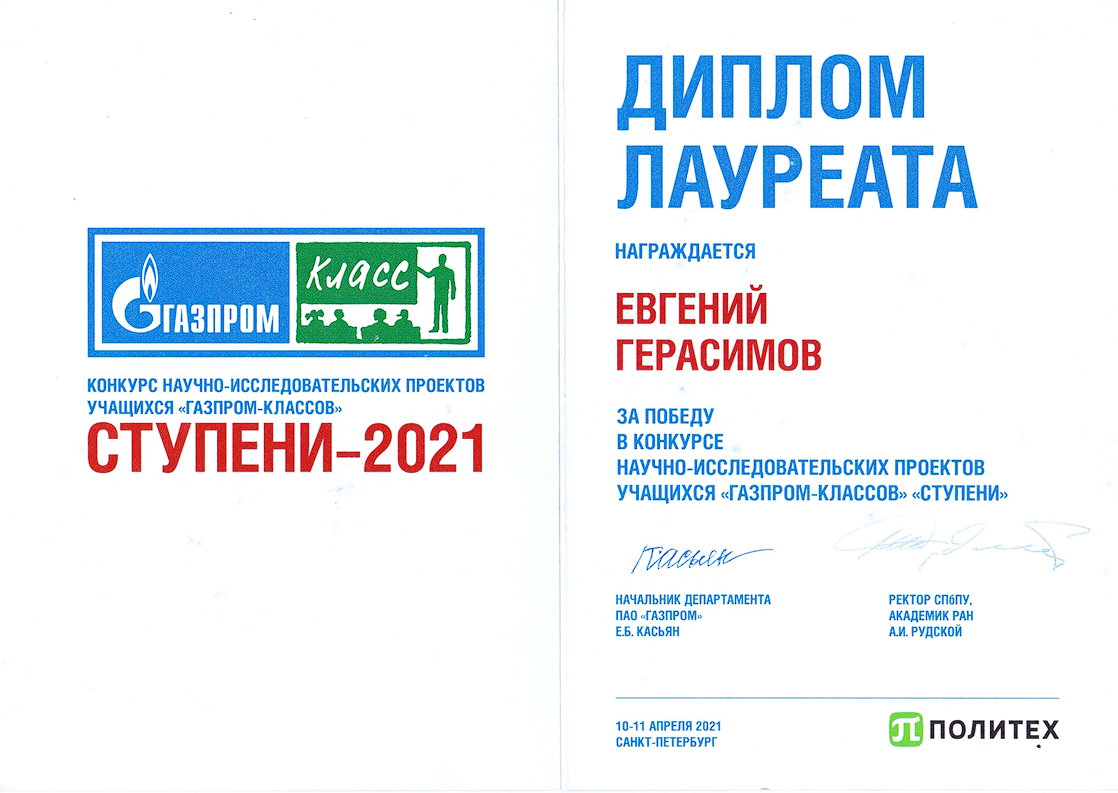 ГАЗПРОМ
Класс
КОНКУРС НАУЧНО-ИССЛЕДОВАТЕЛЬСКИХ ПРОЕКТОВ
УЧАЩИХСЯ «ГАЗПРОМ-КЛАССОВ»
СТУПЕНИ–2021
ДИПЛОМ
ЛАУРЕАТА
НАГРАЖДАЕТСЯ
ЕВГЕНИЙ
ГЕРАСИМОВ
ЗА ПОБЕДУ
В КОНКУРСЕ
НАУЧНО-ИССЛЕДОВАТЕЛЬСКИХ ПРОЕКТОВ
УЧАЩИХСЯ «ГАЗПРОМ-КЛАССОВ» «СТУПЕНИ»
Касьян
НАЧАЛЬНИК ДЕПАРТАМЕНТА
ПАО «ГАЗПРОМ»
Е.Б. КАСЬЯН
РЕКТОР СПбПУ,
АКАДЕМИК РАН
А.И. РУДСКОЙ
10-11 АПРЕЛЯ 2021
САНКТ-ПЕТЕРБУРГ
ПОЛИТЕХ